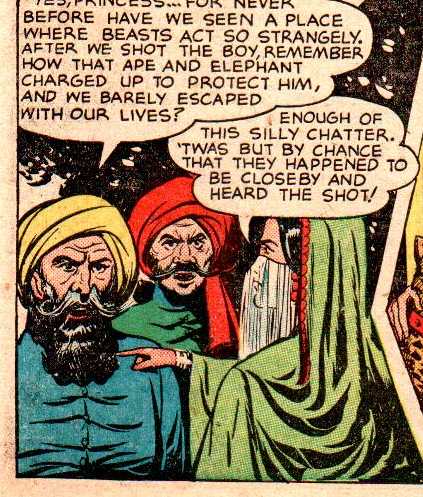 YES, PRINCESS... FOR NEVER
BEFORE HAVE WE SEEN A PLACE
WHERE BEASTS ACT SO STRANGELY.
AFTER WE SHOT THE BOY, REMEMBER
HOW THAT APE AND ELEPHANT
CHARGED UP TO PROTECT HIM,
AND WE BARELY ESCAPED
WITH OUR LIVES?
ENOUGH OF
THIS SILLY CHATTER.
'TWAS BUT BY CHANCE
THAT THEY HAPPENED TO
BE CLOSEBY AND
HEARD THE SHOT!